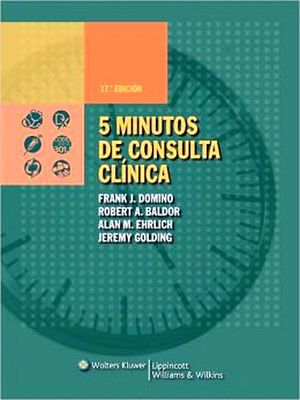 17.ª EDICIÓN
5 MINUTOS
DE CONSULTA
CLÍNICA
FRANK J. DOMINO
ROBERT A. BALDOR
ALAN M. EHRLICH
JEREMY GOLDING
Wolters Kluwer
Lippincott
Williams & Wilkins